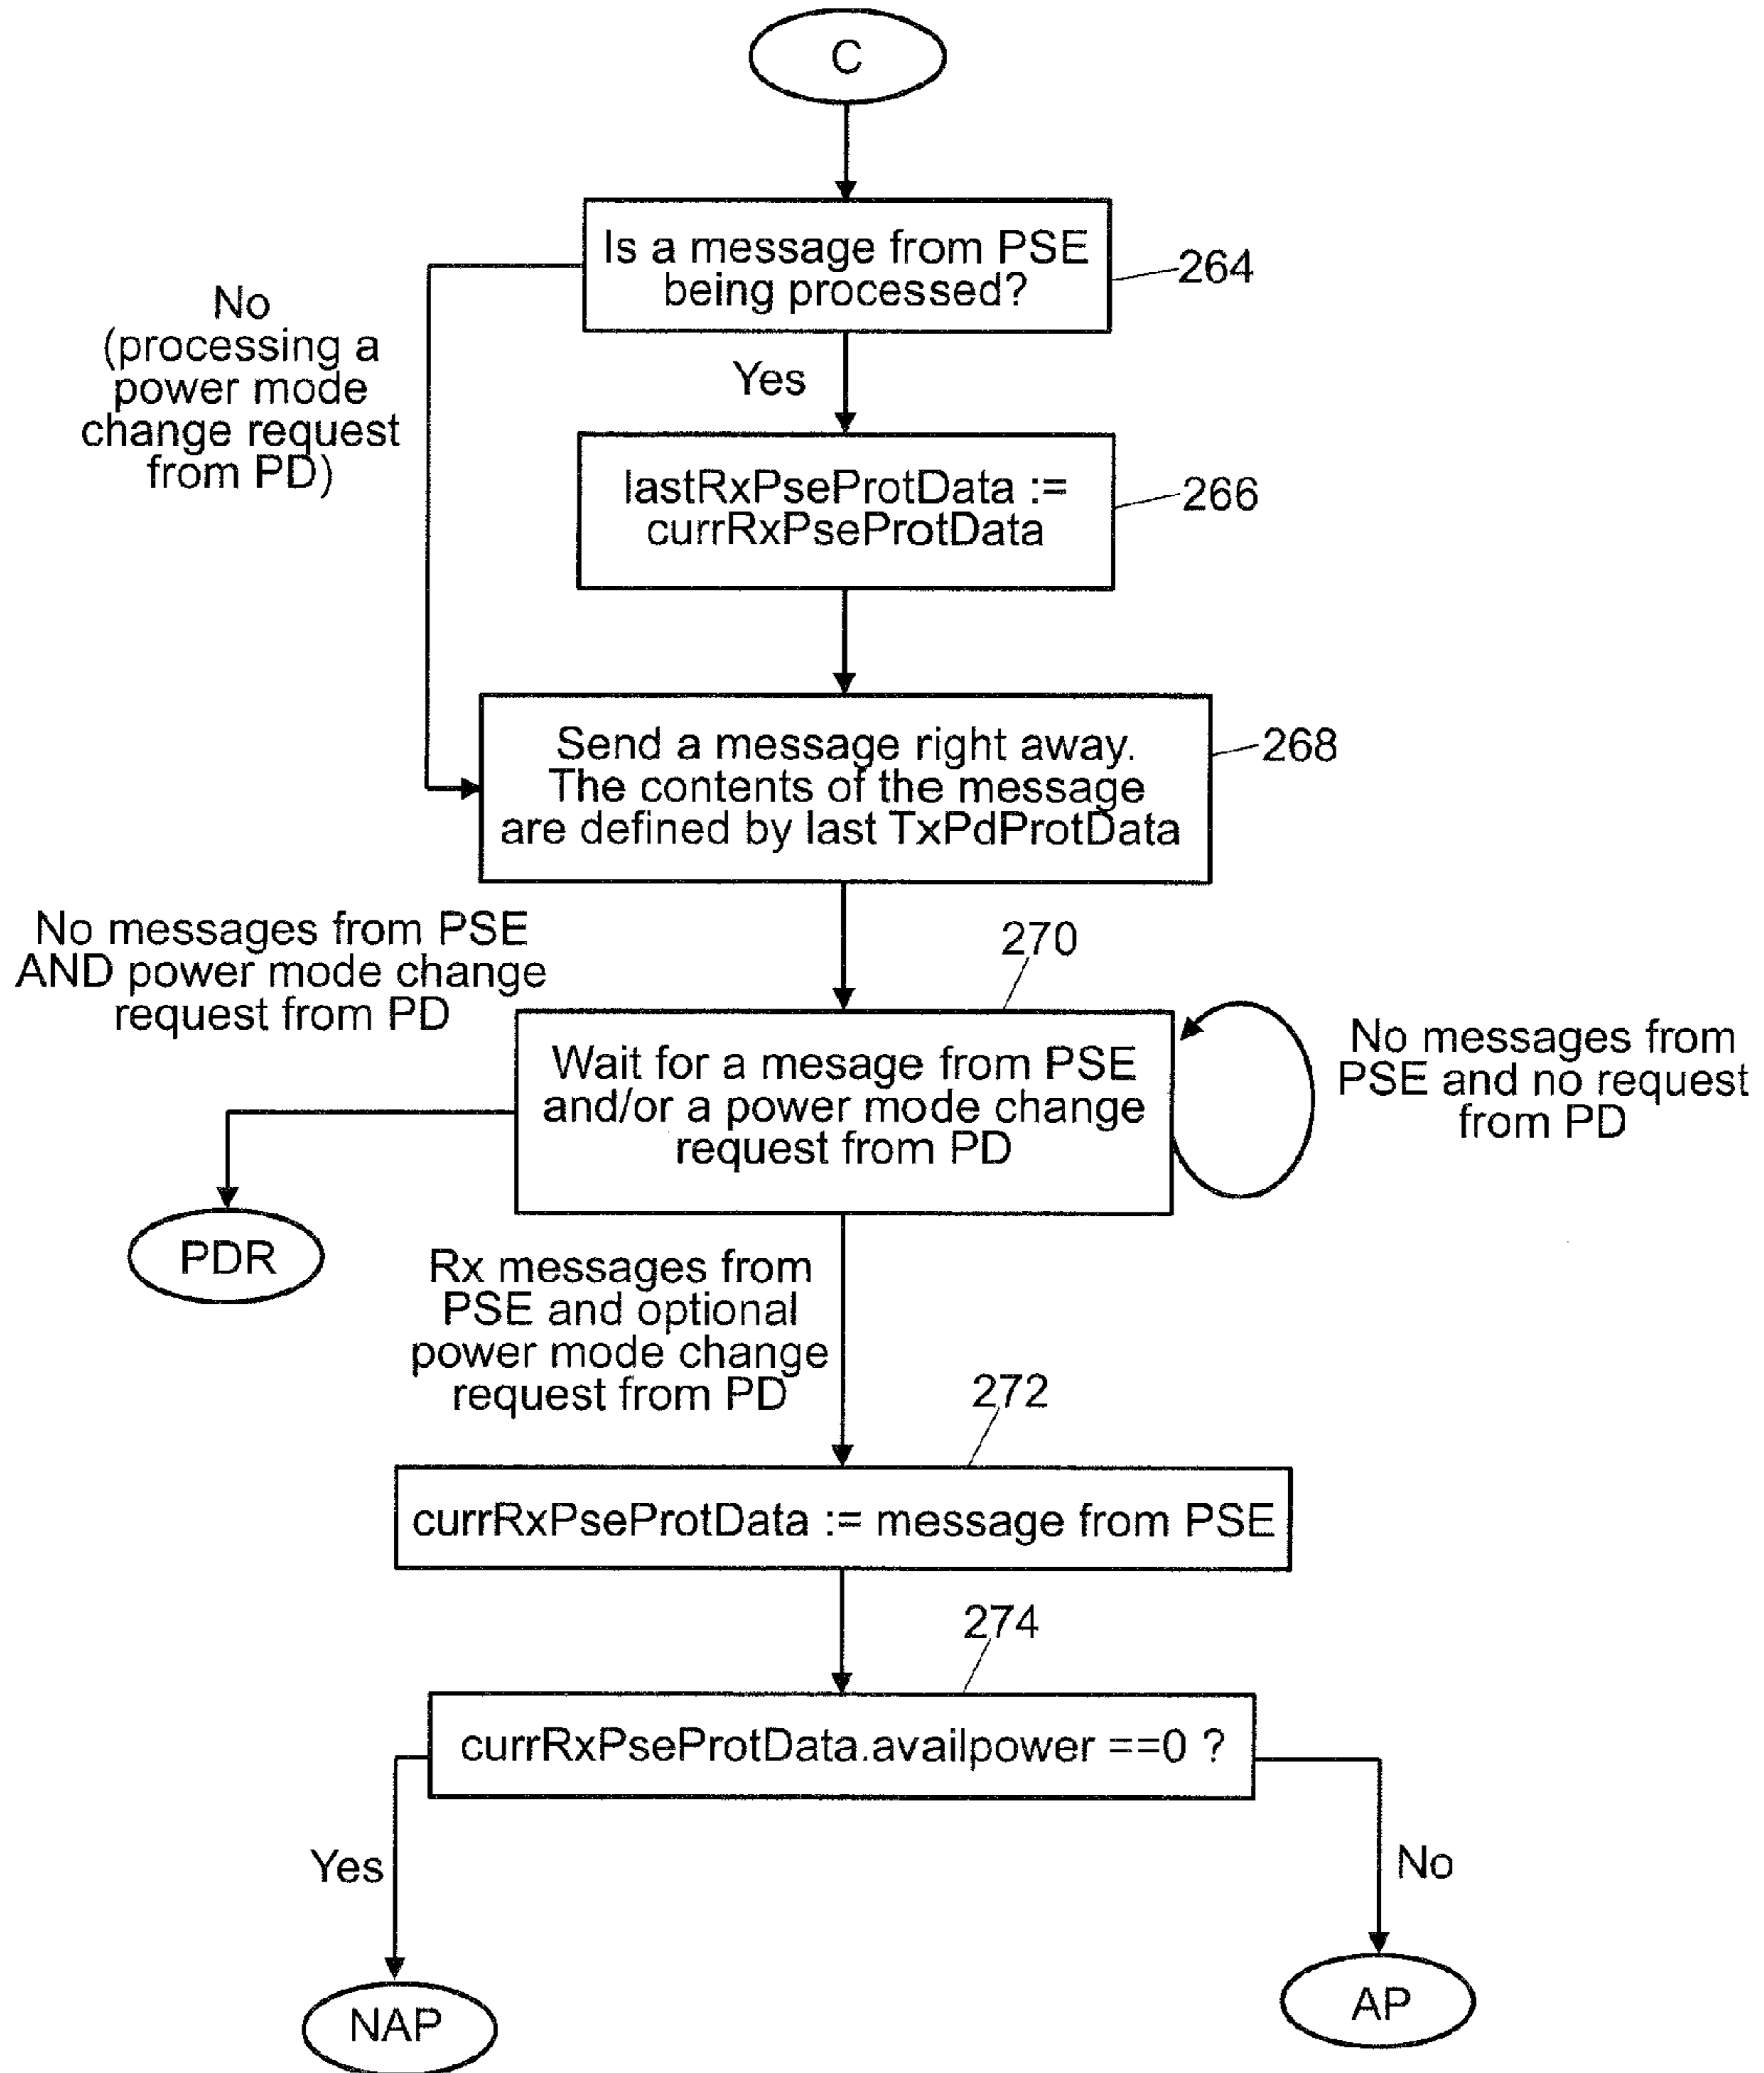 C
Is a message from PSE
being processed?
264
No
(processing a
power mode
change request
from PD)
Yes
lastRxPseProtData :=
currRxPseProtData
266
Send a message right away.
The contents of the message
are defined by last TxPdProtData
268
No messages from PSE
AND power mode change
request from PD
270
Wait for a mesage from PSE
and/or a power mode change
request from PD
No messages from
PSE and no request
from PD
PDR
Rx messages from
PSE and optional
power mode change
request from PD
272
currRxPseProtData := message from PSE
274
currRxPseProtData.availpower ==0 ?
Yes
No
NAP
AP